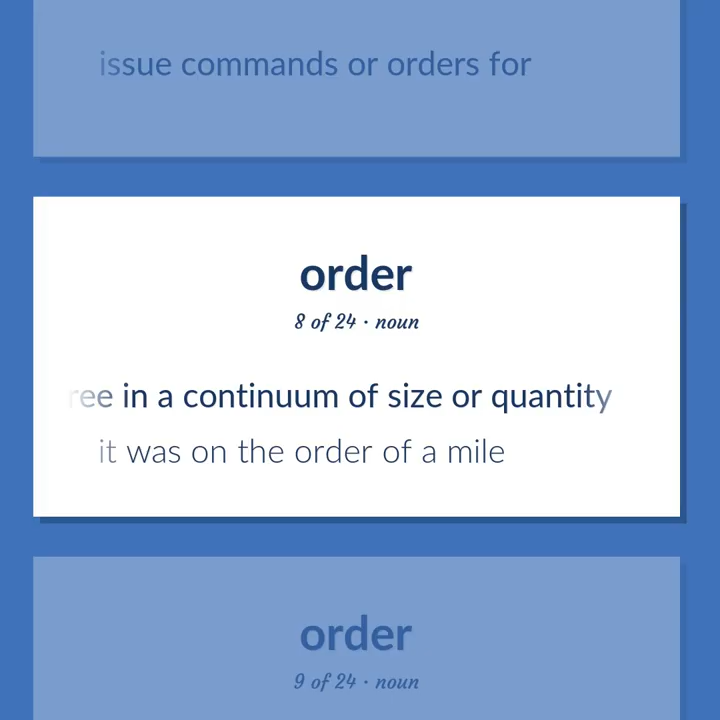 issue commands or orders for
order
8 of 24 · noun
ree in a continuum of size or quantity
it was on the order of a mile
order
9 of 24 · noun